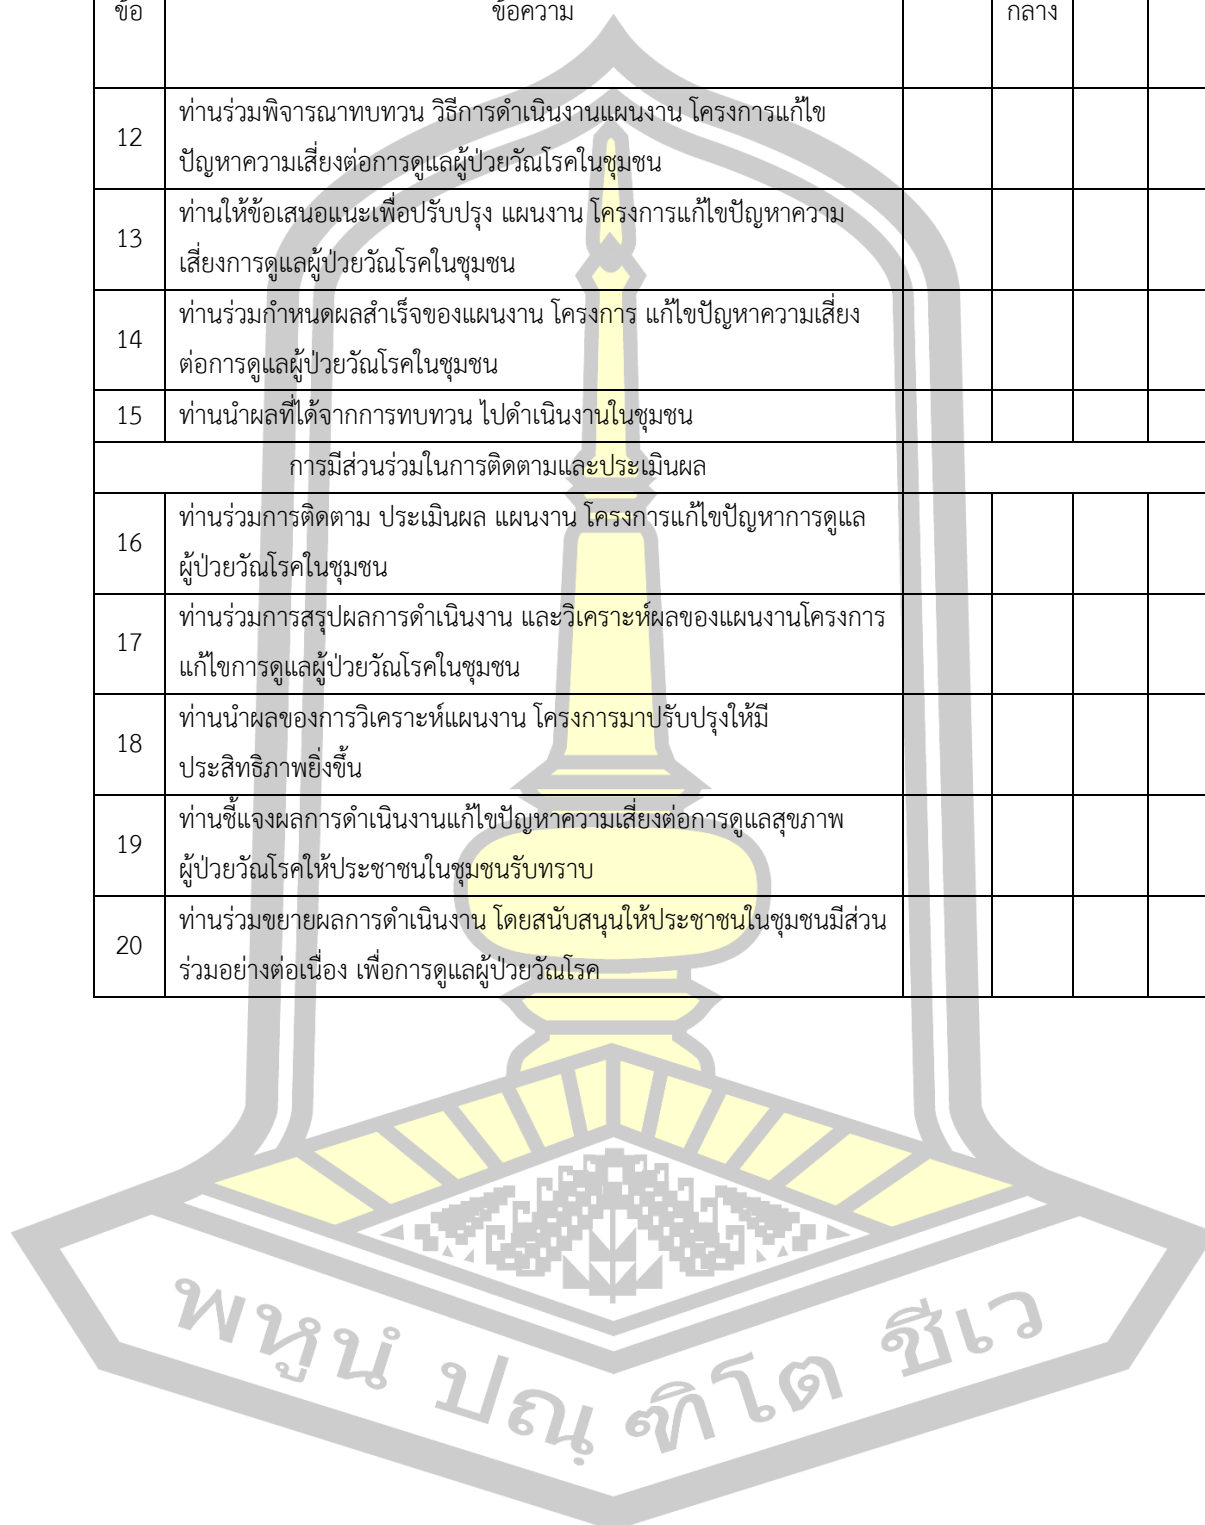 ข้อ ข้อความ กลาง
12 ท่านร่วมพิจารณาทบทวน วิธีการดำเนินงานแผนงาน โครงการแก้ไข
ปัญหาความเสี่ยงต่อการดูแลผู้ป่วยวัณโรคในชุมชน
13 ท่านให้ข้อเสนอแนะเพื่อปรับปรุง แผนงาน โครงการแก้ไขปัญหาความ
เสี่ยงการดูแลผู้ป่วยวัณโรคในชุมชน
14 ท่านร่วมกำหนดผลสำเร็จของแผนงาน โครงการ แก้ไขปัญหาความเสี่ยง
ต่อการดูแลผู้ป่วยวัณโรคในชุมชน
15 ท่านนำผลที่ได้จากการทบทวน ไปดำเนินงานในชุมชน
การมีส่วนร่วมในการติดตามและประเมินผล
16 ท่านร่วมการติดตาม ประเมินผล แผนงาน โครงการแก้ไขปัญหาการดูแล
ผู้ป่วยวัณโรคในชุมชน
17 ท่านร่วมการสรุปผลการดำเนินงาน และวิเคราะห์ผลของแผนงานโครงการ
แก้ไขการดูแลผู้ป่วยวัณโรคในชุมชน
18 ท่านนำผลของการวิเคราะห์แผนงาน โครงการมาปรับปรุงให้มี
ประสิทธิภาพยิ่งขึ้น
19 ท่านชี้แจงผลการดำเนินงานแก้ไขปัญหาความเสี่ยงต่อการดูแลสุขภาพ
ผู้ป่วยวัณโรคให้ประชาชนในชุมชนรับทราบ
20 ท่านร่วมขยายผลการดำเนินงาน โดยสนับสนุนให้ประชาชนในชุมชนมีส่วน
ร่วมอย่างต่อเนื่อง เพื่อการดูแลผู้ป่วยวัณโรค
พหูนํ ปณฺฑิโต ชีเว